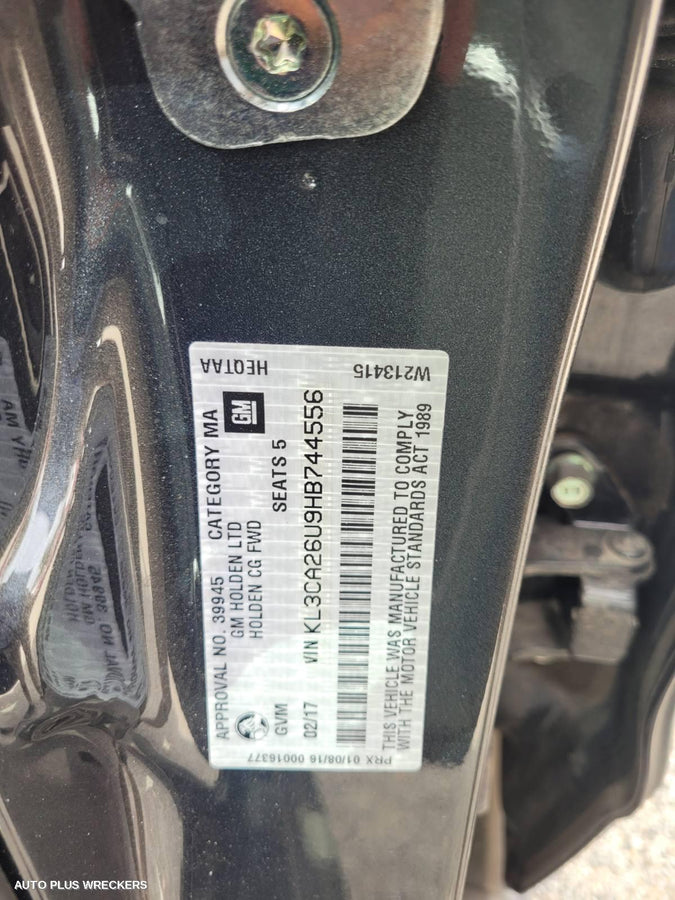 APPROVAL NO. 39945 CATEGORY MA
GM HOLDEN LTD
HOLDEN CG FWD
GM
GVM SEATS 5
02/17 VIN KL3CA26U9HB744556
THIS VEHICLE WAS MANUFACTURED TO COMPLY
WITH THE MOTOR VEHICLE STANDARDS ACT 1989
HEQTAA
W213415
PRX 01/08/16 00016377
AUTO PLUS WRECKERS